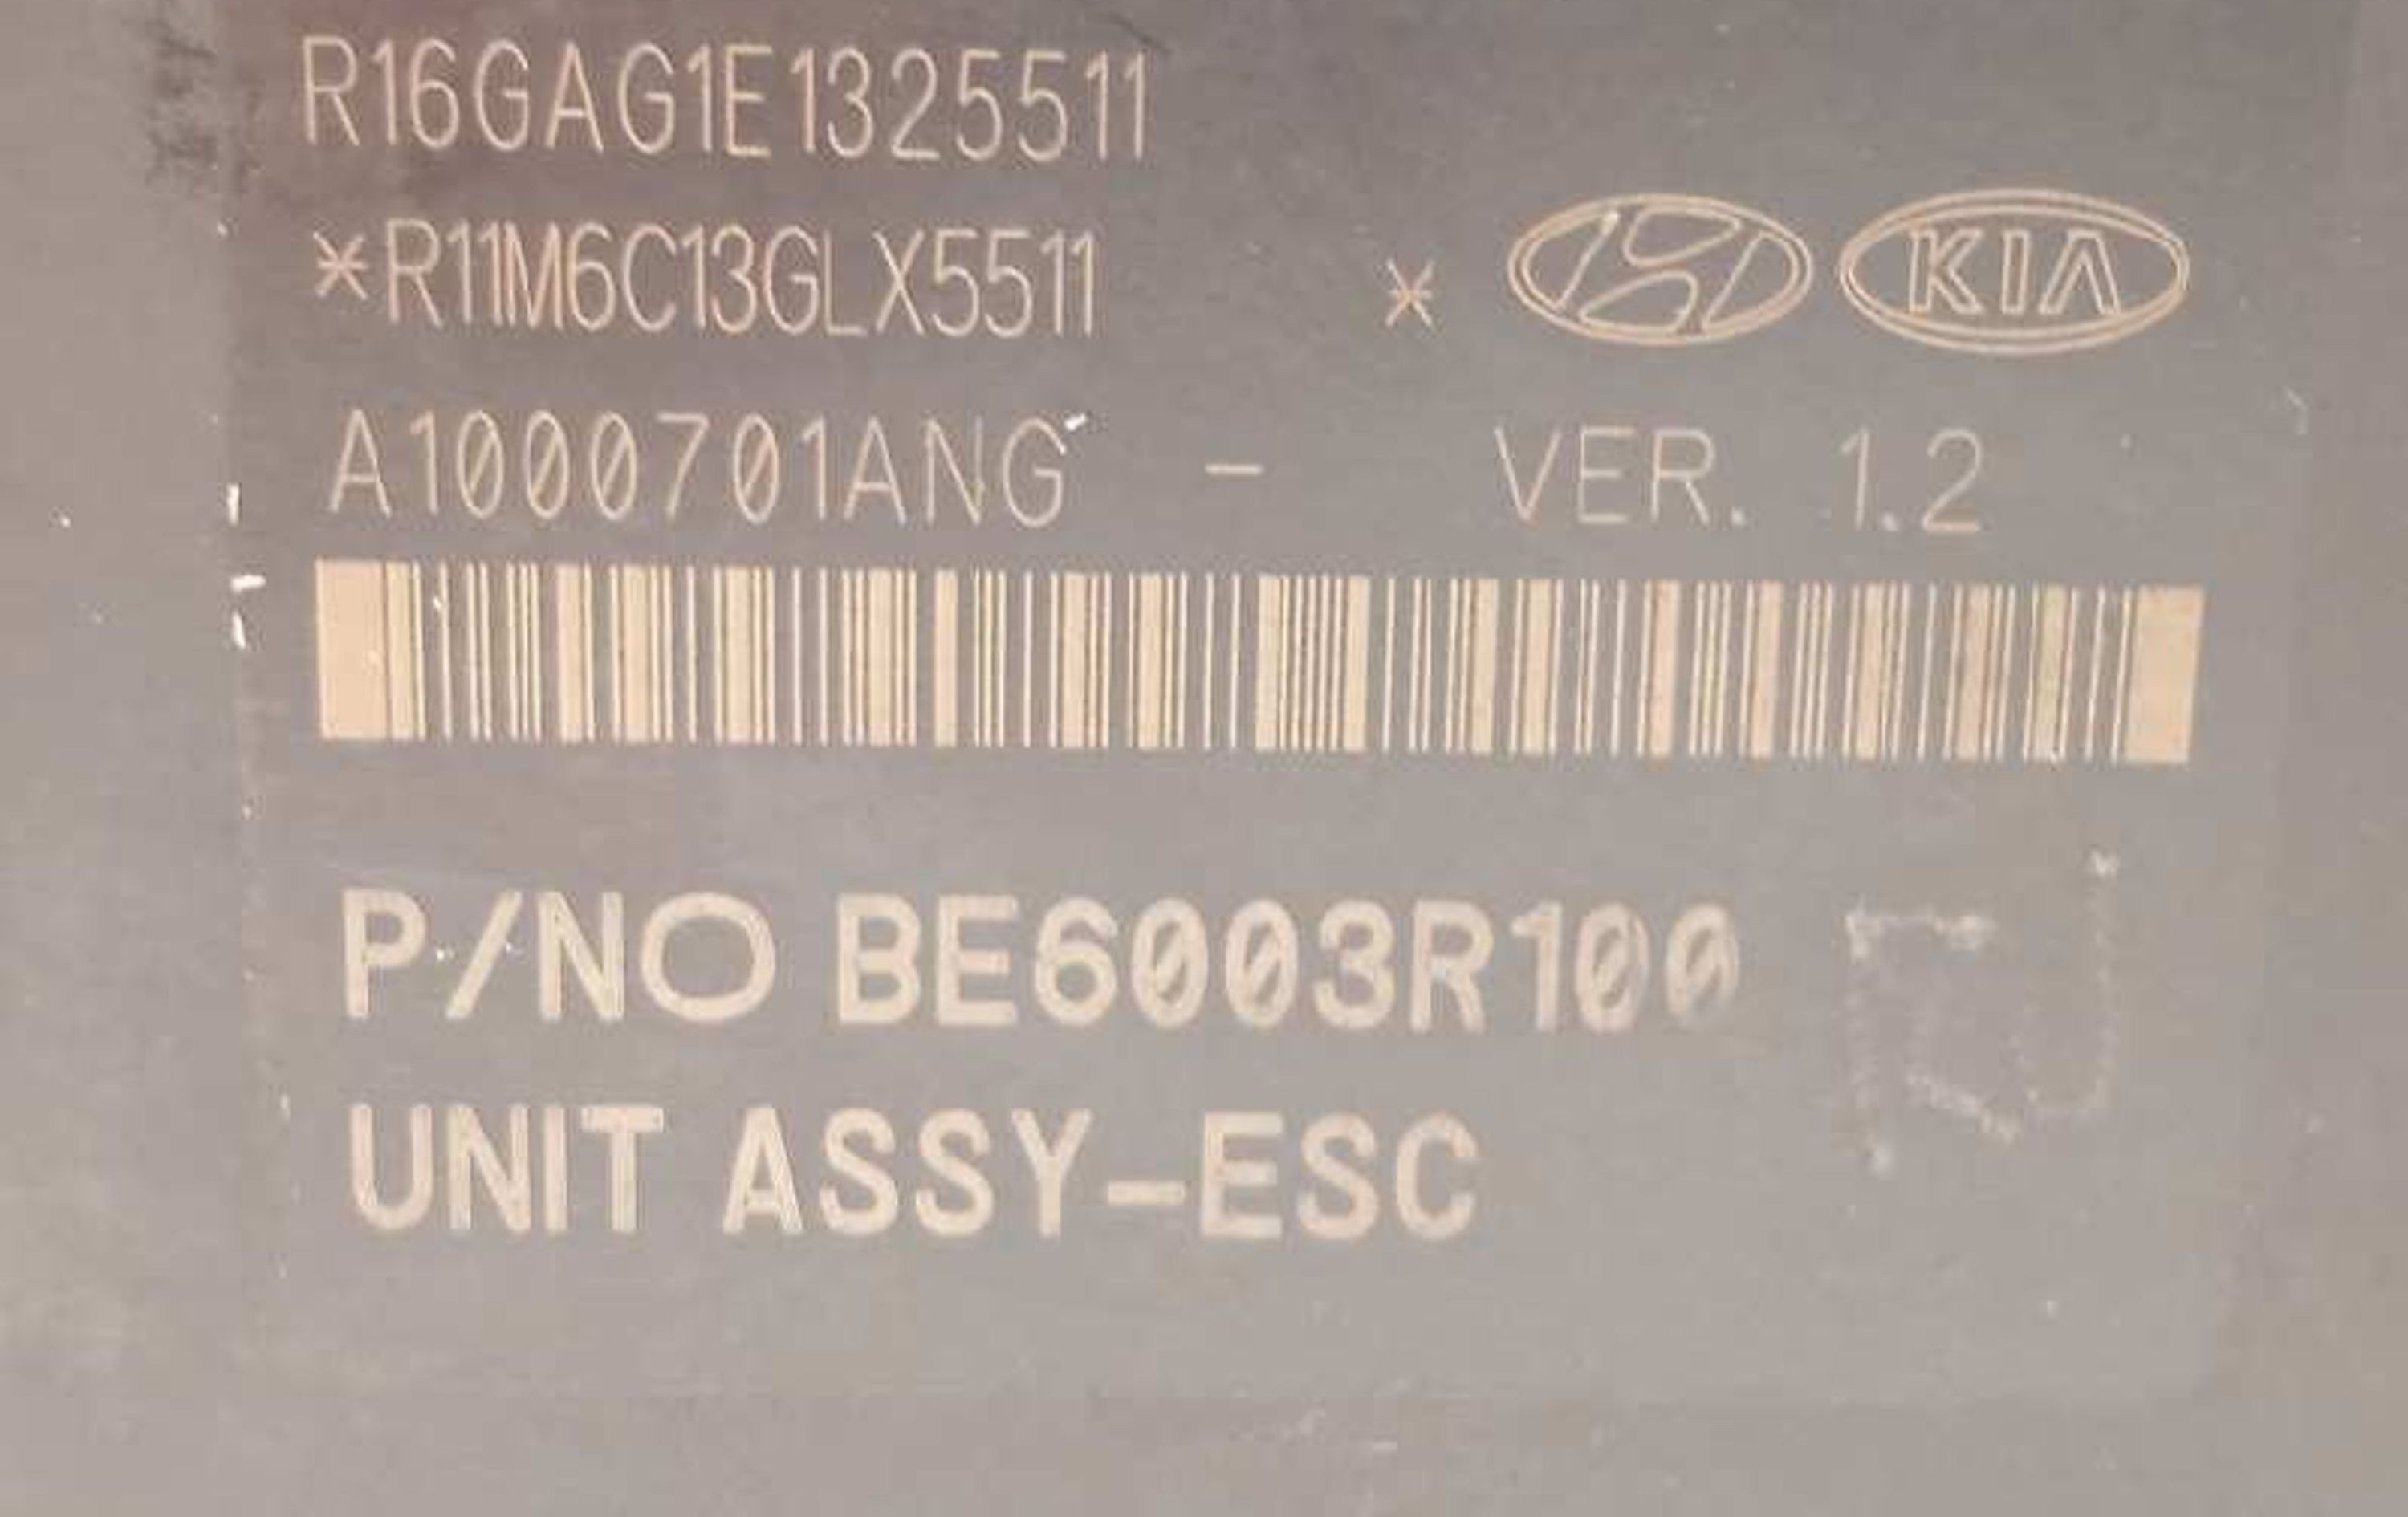 R16GAG1E1325511
*R11M6C13GLX5511 * KIA
A1000701ANG - VER. 1.2
P/NO BE6003R100
UNIT ASSY-ESC